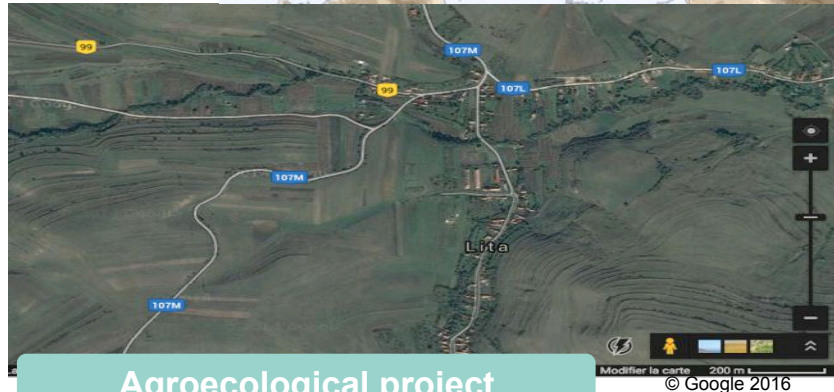 99
107M
99
107L
107L
107M
Lita
107M
Modifier la carte 200 m
© Google 2016
Agroecological project